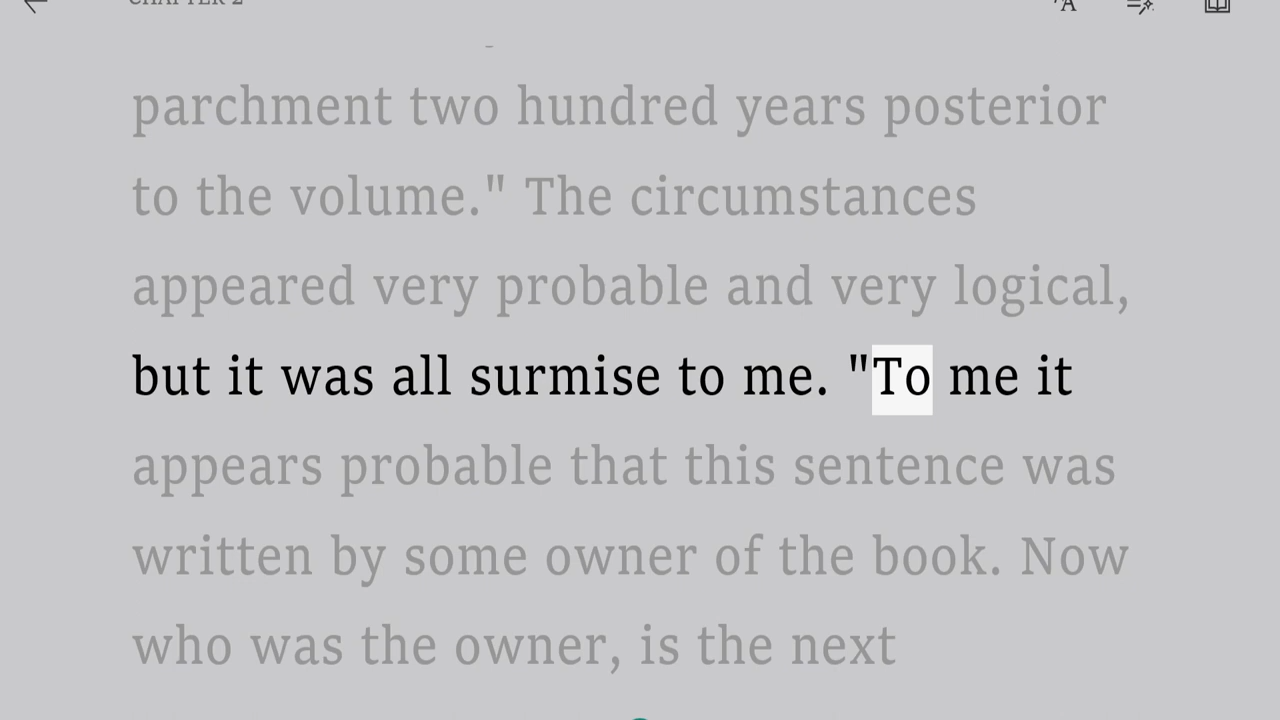 CHAPTER 2
parchment two hundred years posterior
to the volume." The circumstances
appeared very probable and very logical,
but it was all surmise to me. "To me it
appears probable that this sentence was
written by some owner of the book. Now
who was the owner, is the next